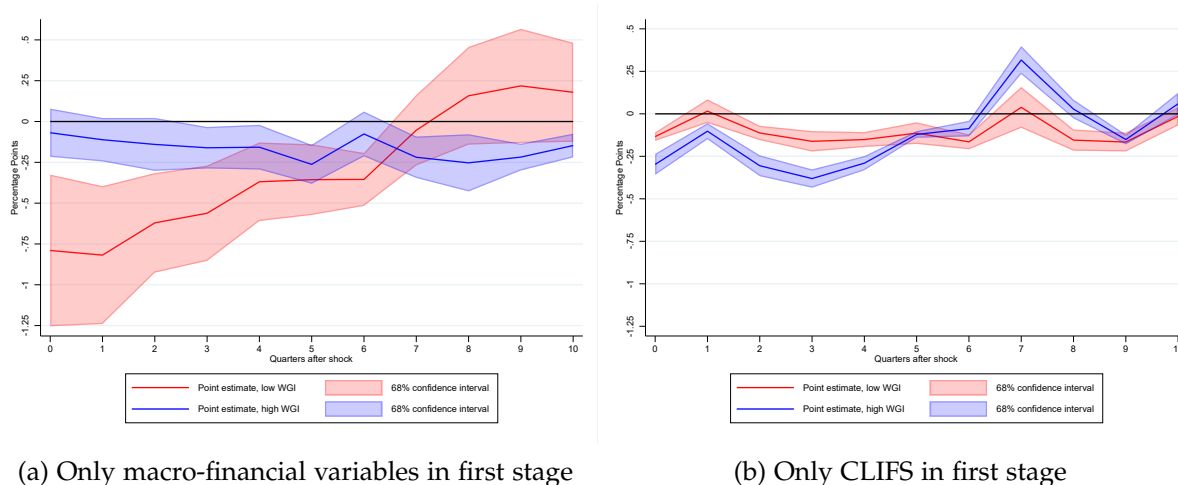 .5
.25
0
-.25
-.5
-.75
-1
-1.25
Percentage Points
0 1 2 3 4 5 6 7 8 9 10
Quarters after shock
Point estimate, low WGI 68% confidence interval
Point estimate, high WGI 68% confidence interval
(a) Only macro-financial variables in first stage
.5
.25
0
-.25
-.5
-.75
-1
-1.25
Percentage Points
0 1 2 3 4 5 6 7 8 9 1
Quarters after shock
Point estimate, low WGI 68% confidence interval
Point estimate, high WGI 68% confidence interval
(b) Only CLIFS in first stage